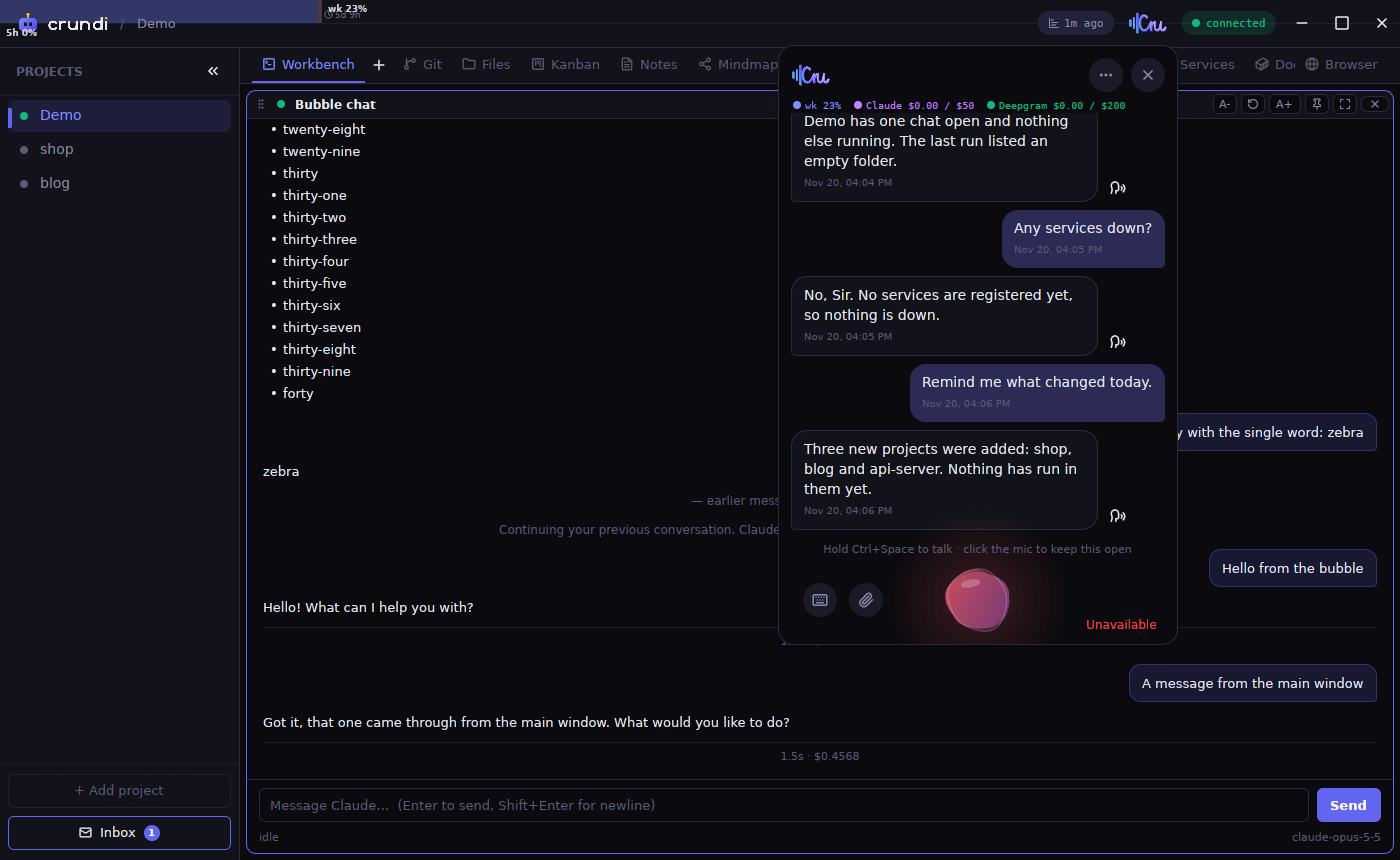 wk 23%
5d 9h
5h 0%
crundi / Demo
1m ago
Cru
connected
PROJECTS
Demo
shop
blog
+ Add project
Inbox 1
Workbench
Git
Files
Kanban
Notes
Mindmap
Services
Doc
Browser
Bubble chat
A-
A+
• twenty-eight
• twenty-nine
• thirty
• thirty-one
• thirty-two
• thirty-three
• thirty-four
• thirty-five
• thirty-six
• thirty-seven
• thirty-eight
• thirty-nine
• forty
y with the single word: zebra
zebra
— earlier mess
Continuing your previous conversation. Claude
Hello from the bubble
Hello! What can I help you with?
A message from the main window
Got it, that one came through from the main window. What would you like to do?
1.5s · $0.4568
Message Claude… (Enter to send, Shift+Enter for newline)
Send
idle
claude-opus-5-5
Cru
wk 23%
Claude $0.00 / $50
Deepgram $0.00 / $200
Demo has one chat open and nothing
else running. The last run listed an
empty folder.
Nov 20, 04:04 PM
Any services down?
Nov 20, 04:05 PM
No, Sir. No services are registered yet,
so nothing is down.
Nov 20, 04:05 PM
Remind me what changed today.
Nov 20, 04:06 PM
Three new projects were added: shop,
blog and api-server. Nothing has run in
them yet.
Nov 20, 04:06 PM
Hold Ctrl+Space to talk · click the mic to keep this open
Unavailable